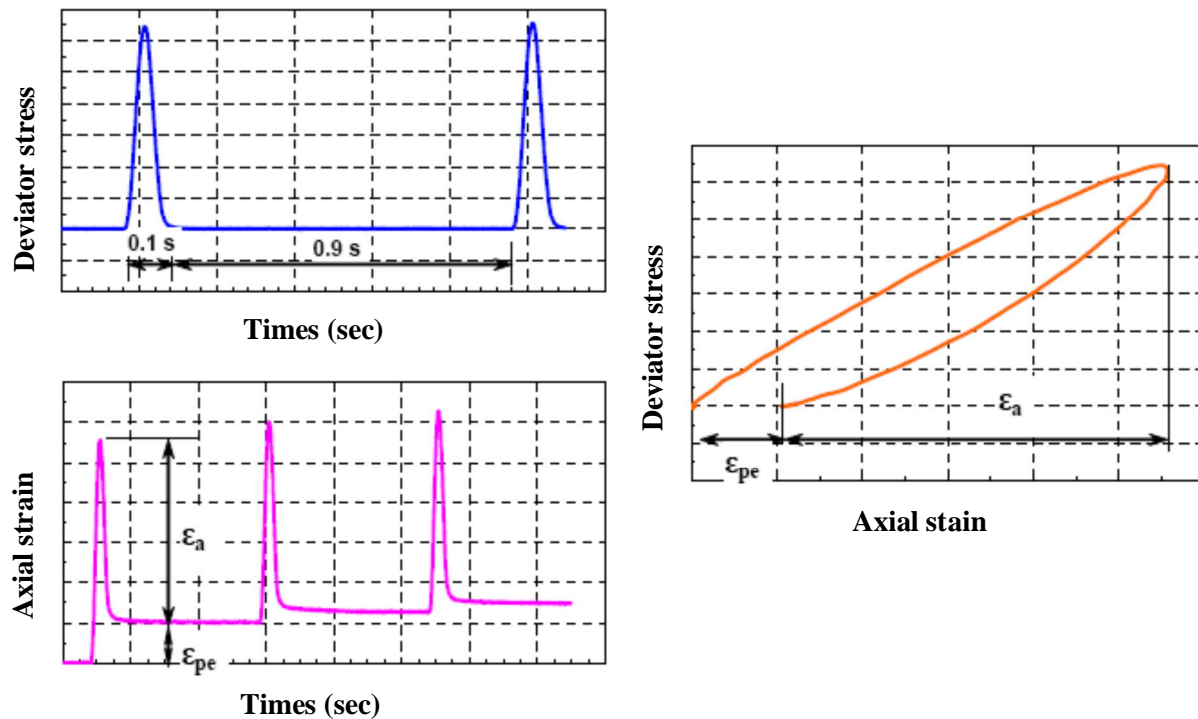 Deviator stress
0.1 s
0.9 s
Times (sec)
Axial strain
εa
εpe
Times (sec)
Deviator stress
εa
εpe
Axial stain